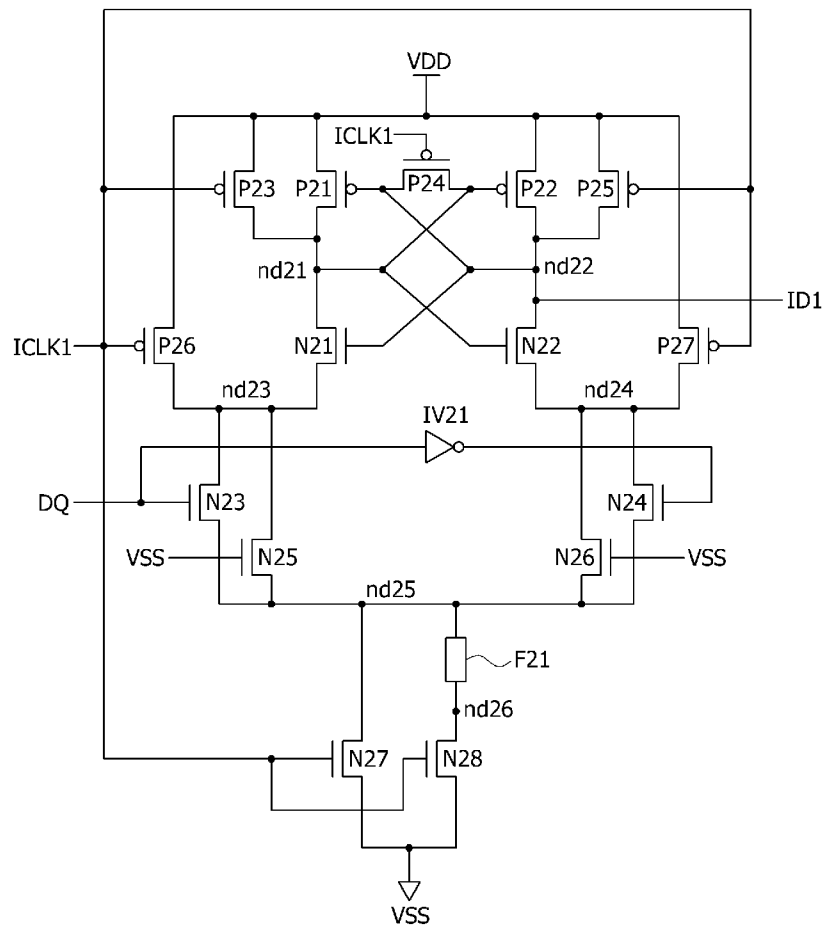 VDD
ICLK1
P23
P21
P24
P22
P25
nd21
nd22
ID1
ICLK1
P26
N21
N22
P27
nd23
nd24
IV21
DQ
N23
N24
VSS
N25
N26
VSS
nd25
F21
nd26
N27
N28
VSS